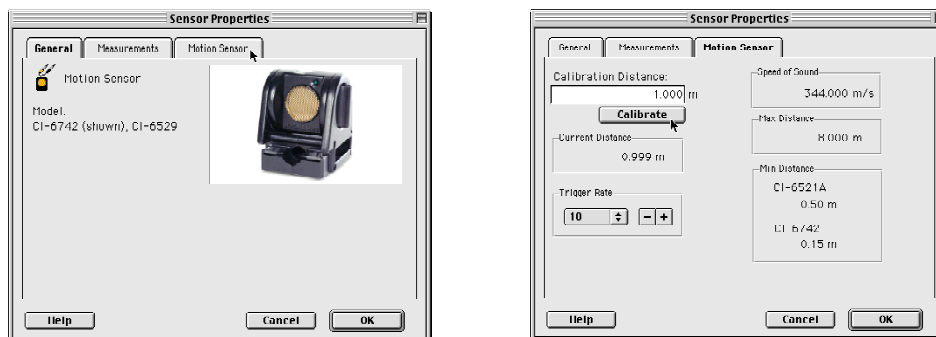 Sensor Properties
General Measurements Motion Sensor
Motion Sensor
Model.
CI-6742 (shown), CI-6529
Help Cancel OK
Sensor Properties
General Measurements Motion Sensor
Calibration Distance:
1.000 m
Calibrate
Current Distance
0.999 m
Trigger Rate
10 - +
Speed of Sound
344.000 m/s
Max Distance
8.000 m
Min Distance
CI-6521A
0.50 m
CI-6742
0.15 m
Help Cancel OK